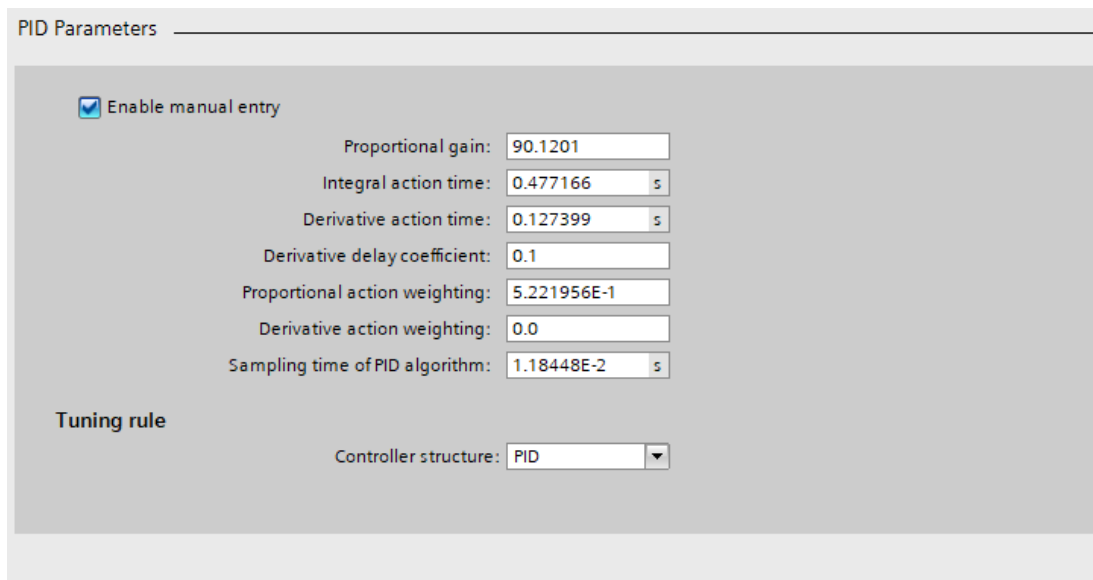 PID Parameters
Enable manual entry
Proportional gain: 90.1201
Integral action time: 0.477166 s
Derivative action time: 0.127399 s
Derivative delay coefficient: 0.1
Proportional action weighting: 5.221956E-1
Derivative action weighting: 0.0
Sampling time of PID algorithm: 1.18448E-2 s
Tuning rule
Controller structure: PID